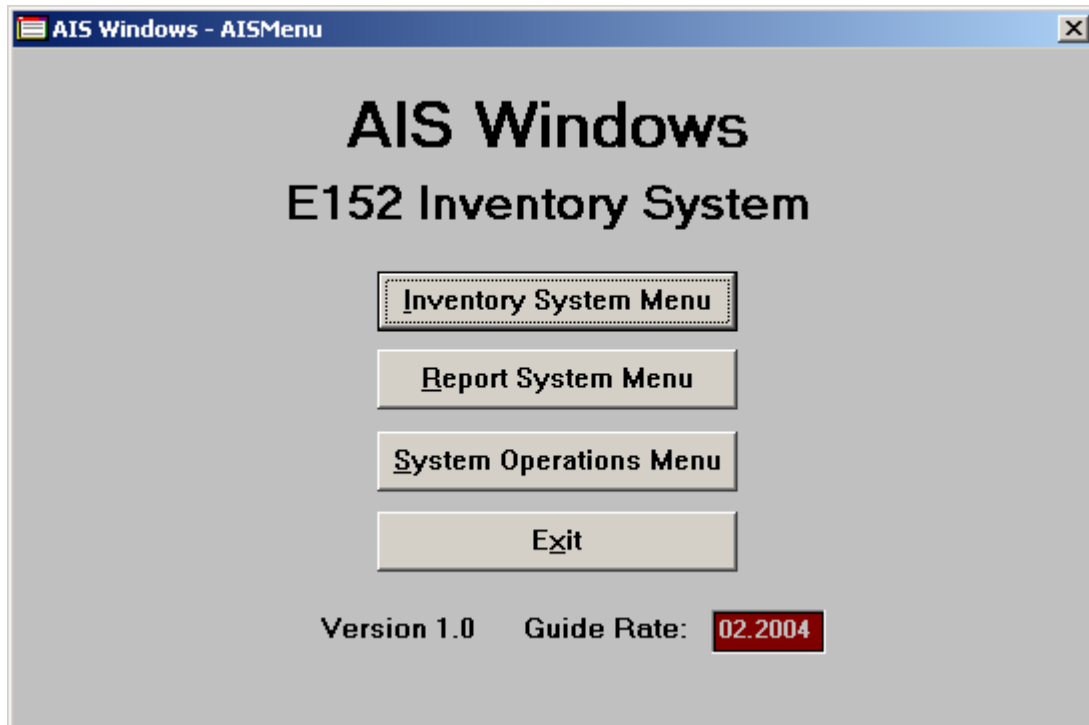 AIS Windows - AISMenu
AIS Windows
E152 Inventory System
Inventory System Menu
Report System Menu
System Operations Menu
Exit
Version 1.0 Guide Rate: 02.2004